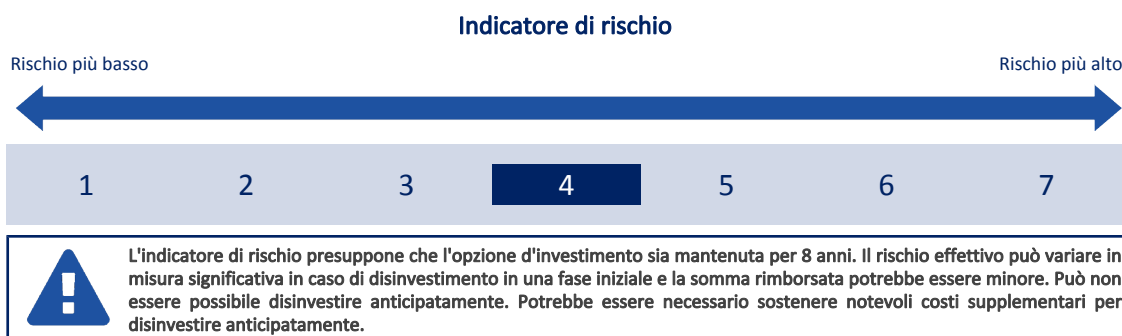 Indicatore di rischio
Rischio più basso
Rischio più alto
1 2 3 4 5 6 7
L'indicatore di rischio presuppone che l'opzione d'investimento sia mantenuta per 8 anni. Il rischio effettivo può variare in
misura significativa in caso di disinvestimento in una fase iniziale e la somma rimborsata potrebbe essere minore. Può non
essere possibile disinvestire anticipatamente. Potrebbe essere necessario sostenere notevoli costi supplementari per
disinvestire anticipatamente.